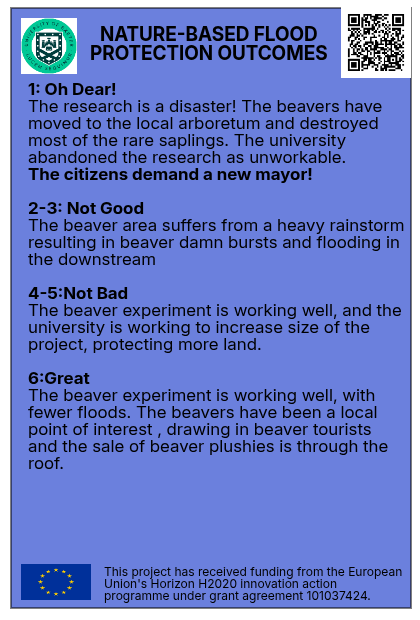 NATURE-BASED FLOOD
PROTECTION OUTCOMES
1: Oh Dear!
The research is a disaster! The beavers have
moved to the local arboretum and destroyed
most of the rare saplings. The university
abandoned the research as unworkable.
The citizens demand a new mayor!
2-3: Not Good
The beaver area suffers from a heavy rainstorm
resulting in beaver damn bursts and flooding in
the downstream
4-5:Not Bad
The beaver experiment is working well, and the
university is working to increase size of the
project, protecting more land.
6:Great
The beaver experiment is working well, with
fewer floods. The beavers have been a local
point of interest , drawing in beaver tourists
and the sale of beaver plushies is through the
roof.
This project has received funding from the European
Union's Horizon H2020 innovation action
programme under grant agreement 101037424.